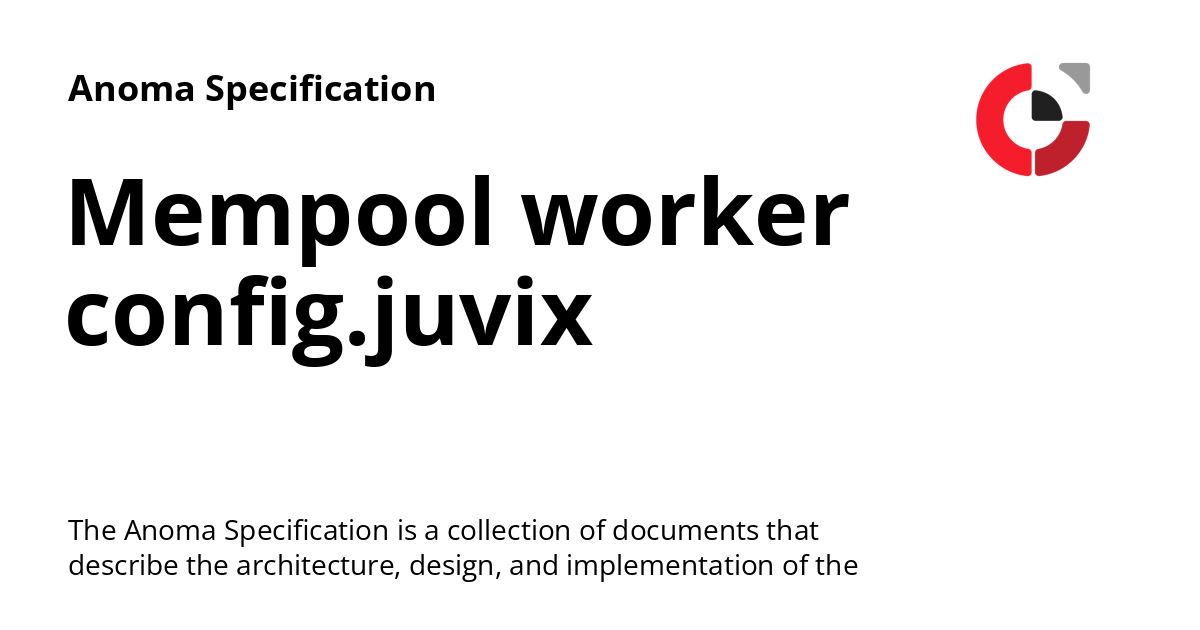 Anoma Specification
Mempool worker
config.juvix
The Anoma Specification is a collection of documents that
describe the architecture, design, and implementation of the